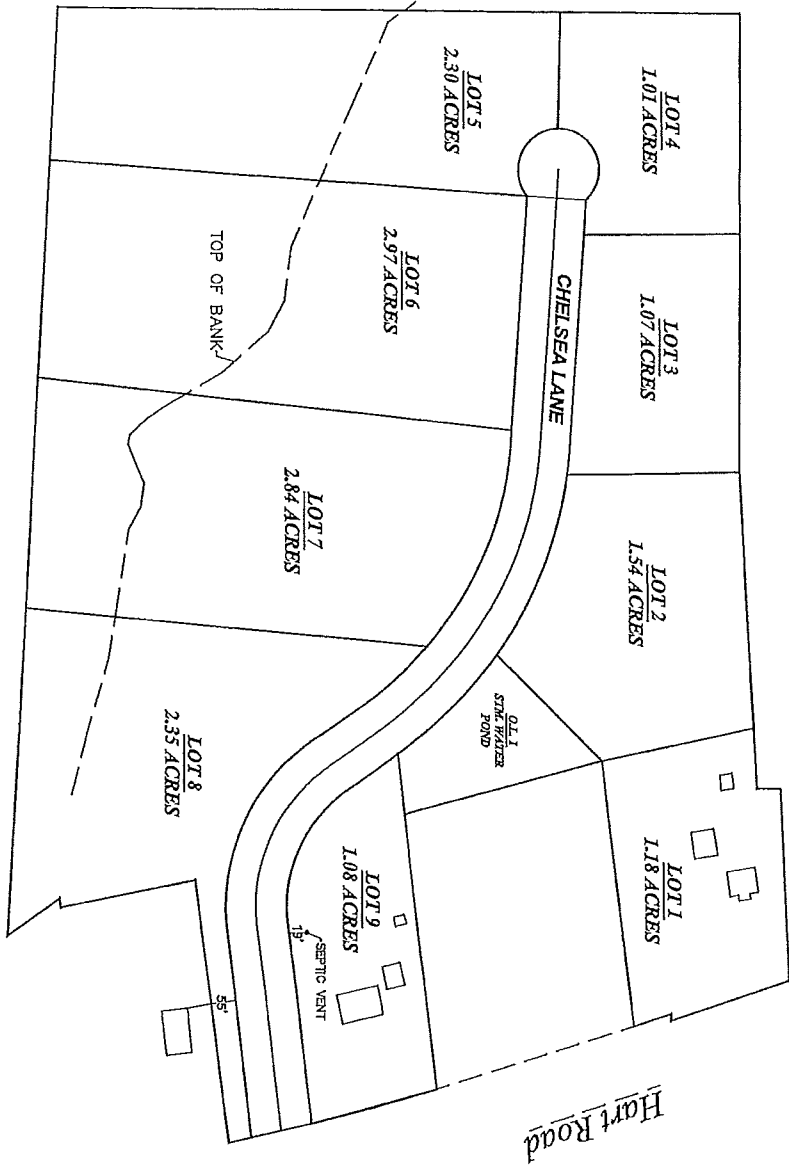 LOT 4
1.01 ACRES
LOT 5
2.30 ACRES
LOT 3
1.07 ACRES
LOT 6
2.97 ACRES
CHELSEA LANE
TOP OF BANK
LOT 2
1.54 ACRES
LOT 7
2.84 ACRES
O.L. 1
STM. WATER
POND
LOT 8
2.35 ACRES
LOT 1
1.18 ACRES
LOT 9
1.08 ACRES
19'
SEPTIC VENT
55'
Hart Road